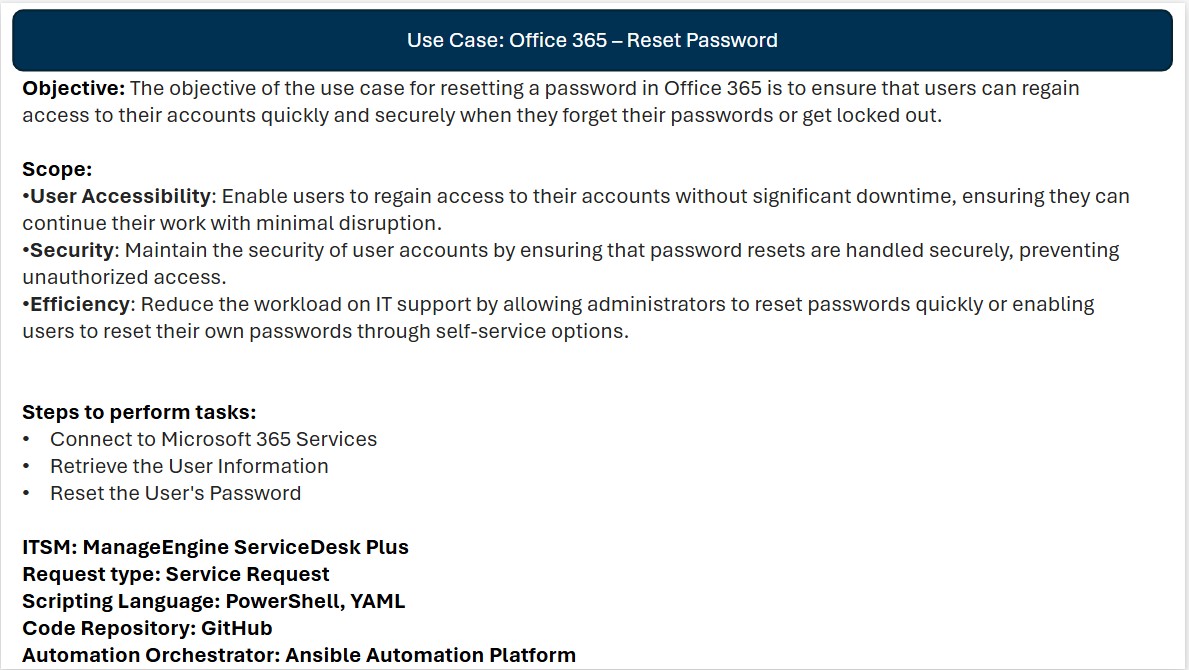 Use Case: Office 365 – Reset Password
Objective: The objective of the use case for resetting a password in Office 365 is to ensure that users can regain
access to their accounts quickly and securely when they forget their passwords or get locked out.
Scope:
•User Accessibility: Enable users to regain access to their accounts without significant downtime, ensuring they can
continue their work with minimal disruption.
•Security: Maintain the security of user accounts by ensuring that password resets are handled securely, preventing
unauthorized access.
•Efficiency: Reduce the workload on IT support by allowing administrators to reset passwords quickly or enabling
users to reset their own passwords through self-service options.
Steps to perform tasks:
• Connect to Microsoft 365 Services
• Retrieve the User Information
• Reset the User's Password
ITSM: ManageEngine ServiceDesk Plus
Request type: Service Request
Scripting Language: PowerShell, YAML
Code Repository: GitHub
Automation Orchestrator: Ansible Automation Platform